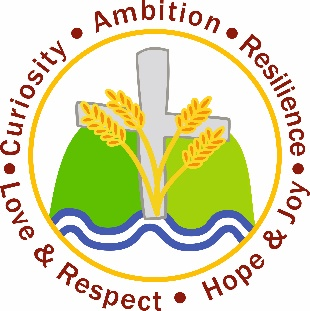 Curiosity • Ambition • Resilience • Hope & Joy • Love & Respect •